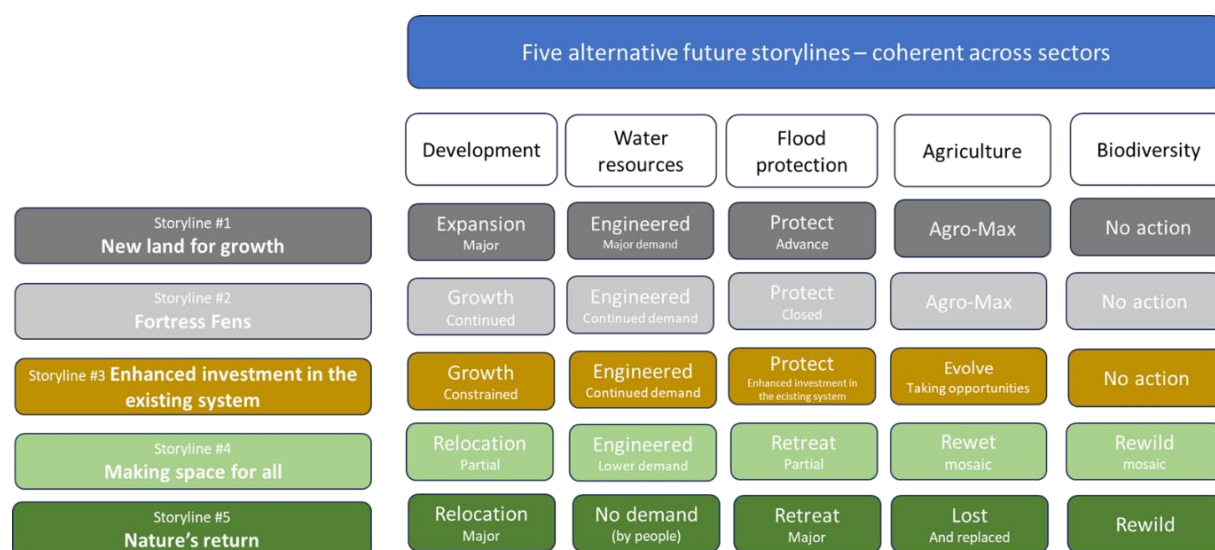 Five alternative future storylines – coherent across sectors
Development
Water
resources
Flood
protection
Agriculture
Biodiversity
Storyline #1
New land for growth
Expansion
Major
Engineered
Major demand
Protect
Advance
Agro-Max
No action
Storyline #2
Fortress Fens
Growth
Continued
Engineered
Continued demand
Protect
Closed
Agro-Max
No action
Storyline #3 Enhanced investment in the
existing system
Growth
Constrained
Engineered
Continued demand
Protect
Enhanced investment in
the ecisting system
Evolve
Taking opportunities
No action
Storyline #4
Making space for all
Relocation
Partial
Engineered
Lower demand
Retreat
Partial
Rewet
mosaic
Rewild
mosaic
Storyline #5
Nature's return
Relocation
Major
No demand
(by people)
Retreat
Major
Lost
And replaced
Rewild